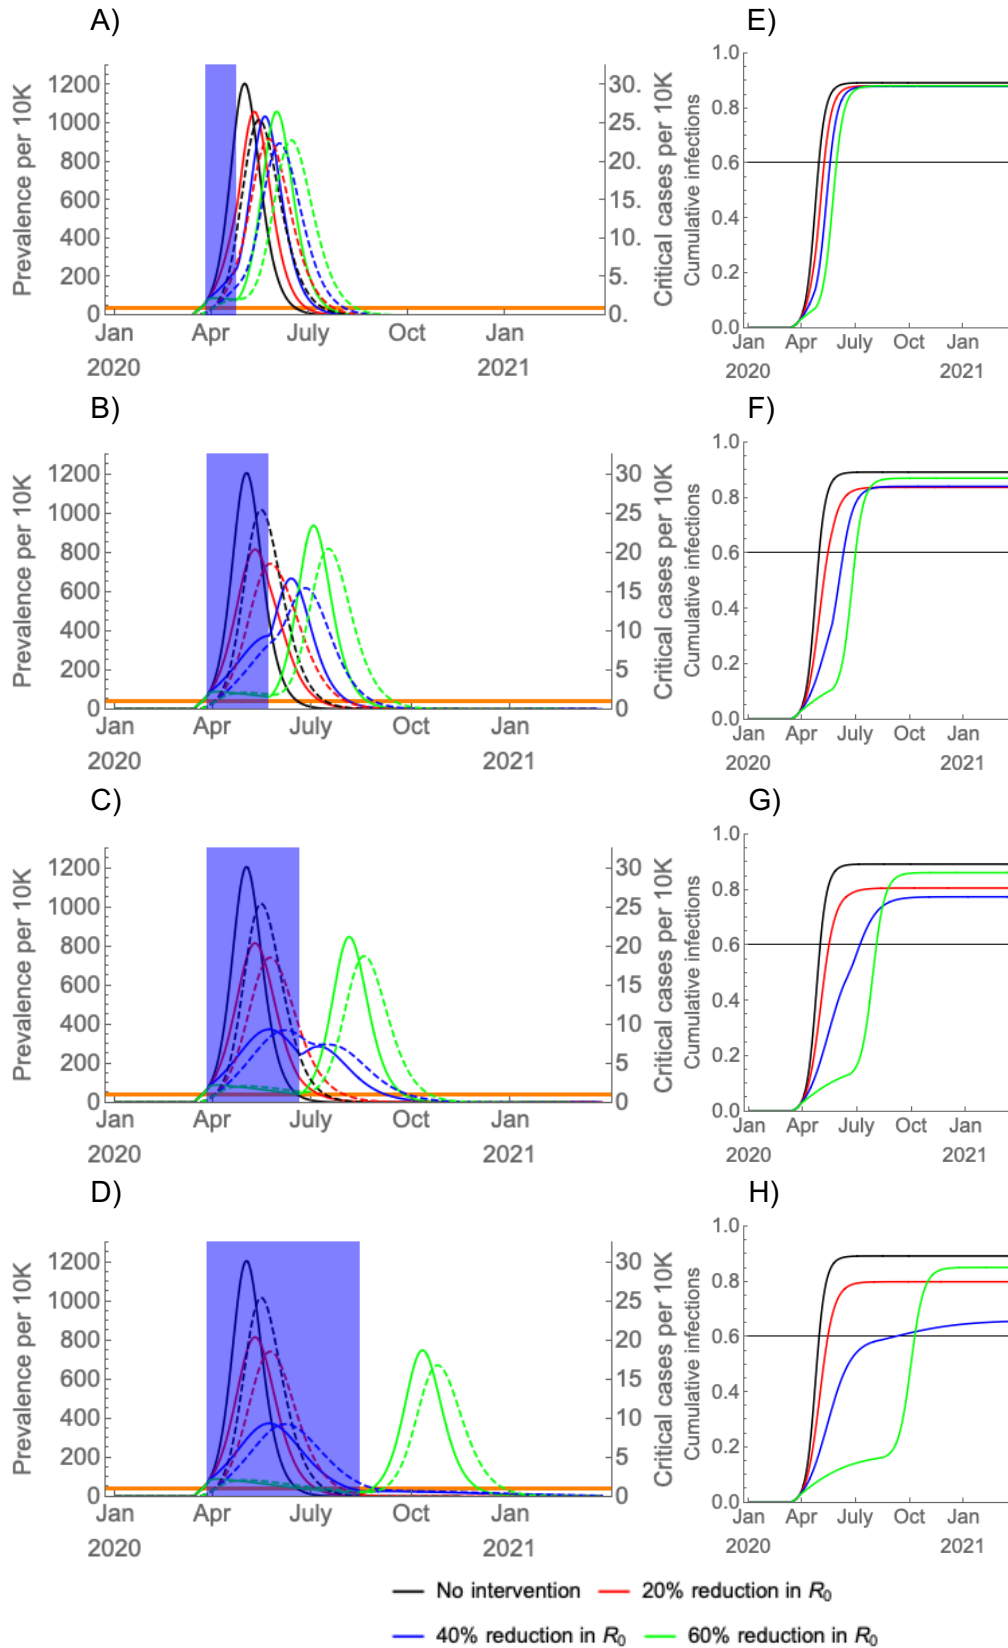 A)
Prevalence per 10K
1200
1000
800
600
400
200
0
30.
25.
20.
15.
10.
5.
0.
Critical cases per 10K
Jan
April
July
Oct
Jan
2020
2021
E)
Cumulative infections
1.0
0.8
0.6
0.4
0.2
0.0
Jan
April
July
Oct
Jan
2020
2021
B)
Prevalence per 10K
1200
1000
800
600
400
200
0
30
25
20
15
10
5
0
Critical cases per 10K
Jan
April
July
Oct
Jan
2020
2021
F)
Cumulative infections
1.0
0.8
0.6
0.4
0.2
0.0
Jan
April
July
Oct
Jan
2020
2021
C)
Prevalence per 10K
1200
1000
800
600
400
200
0
30
25
20
15
10
5
0
Critical cases per 10K
Jan
April
July
Oct
Jan
2020
2021
G)
Cumulative infections
1.0
0.8
0.6
0.4
0.2
0.0
Jan
April
July
Oct
Jan
2020
2021
D)
Prevalence per 10K
1200
1000
800
600
400
200
0
30
25
20
15
10
5
0
Critical cases per 10K
Jan
April
July
Oct
Jan
2020
2021
H)
Cumulative infections
1.0
0.8
0.6
0.4
0.2
0.0
Jan
April
July
Oct
Jan
2020
2021
No intervention 20% reduction in R₀
40% reduction in R₀ 60% reduction in R₀